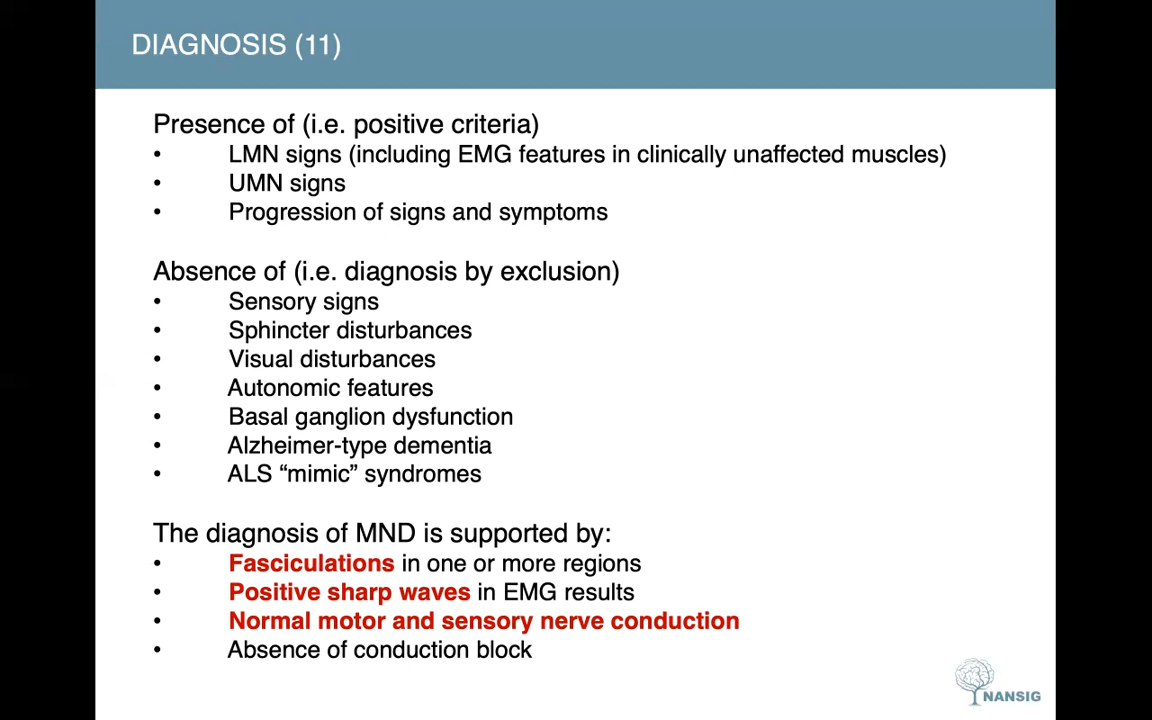 DIAGNOSIS (11)
Presence of (i.e. positive criteria)
• LMN signs (including EMG features in clinically unaffected muscles)
• UMN signs
• Progression of signs and symptoms
Absence of (i.e. diagnosis by exclusion)
• Sensory signs
• Sphincter disturbances
• Visual disturbances
• Autonomic features
• Basal ganglion dysfunction
• Alzheimer-type dementia
• ALS “mimic” syndromes
The diagnosis of MND is supported by:
• Fasciculations in one or more regions
• Positive sharp waves in EMG results
• Normal motor and sensory nerve conduction
• Absence of conduction block
NANSIG